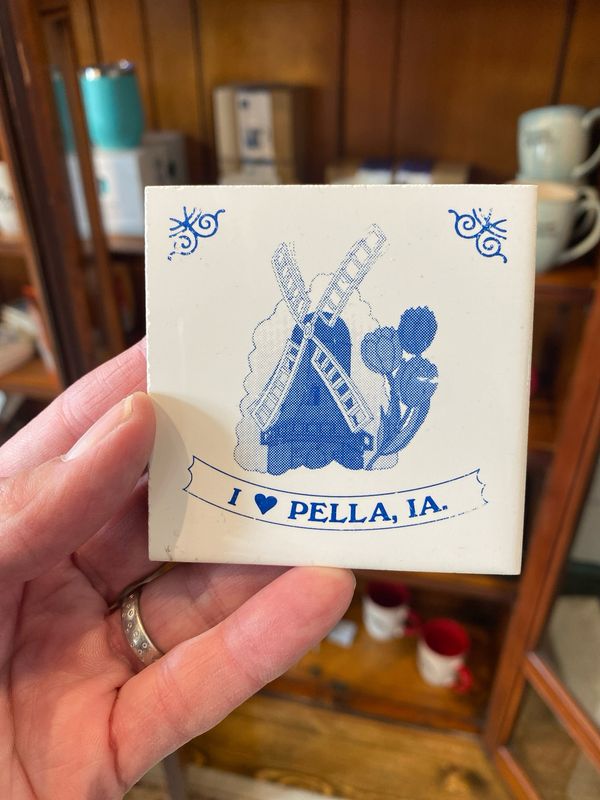 I ♥ PELLA, IA.